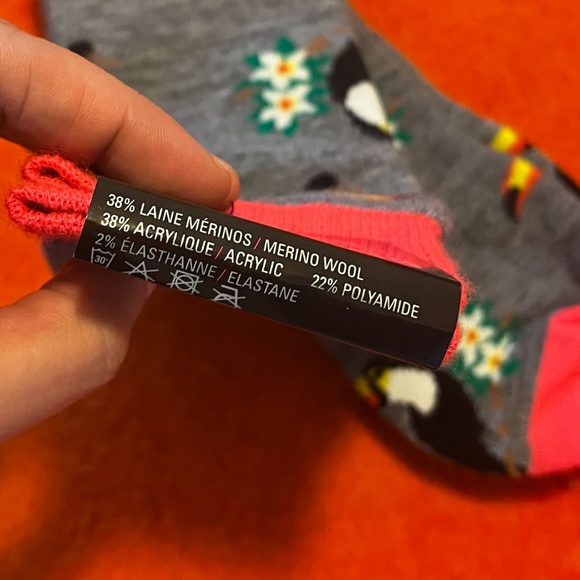 38% LAINE MÉRINOS / MERINO WOOL
38% ACRYLIQUE / ACRYLIC 22% POLYAMIDE
2% ÉLASTHANNE / ELASTANE
30°